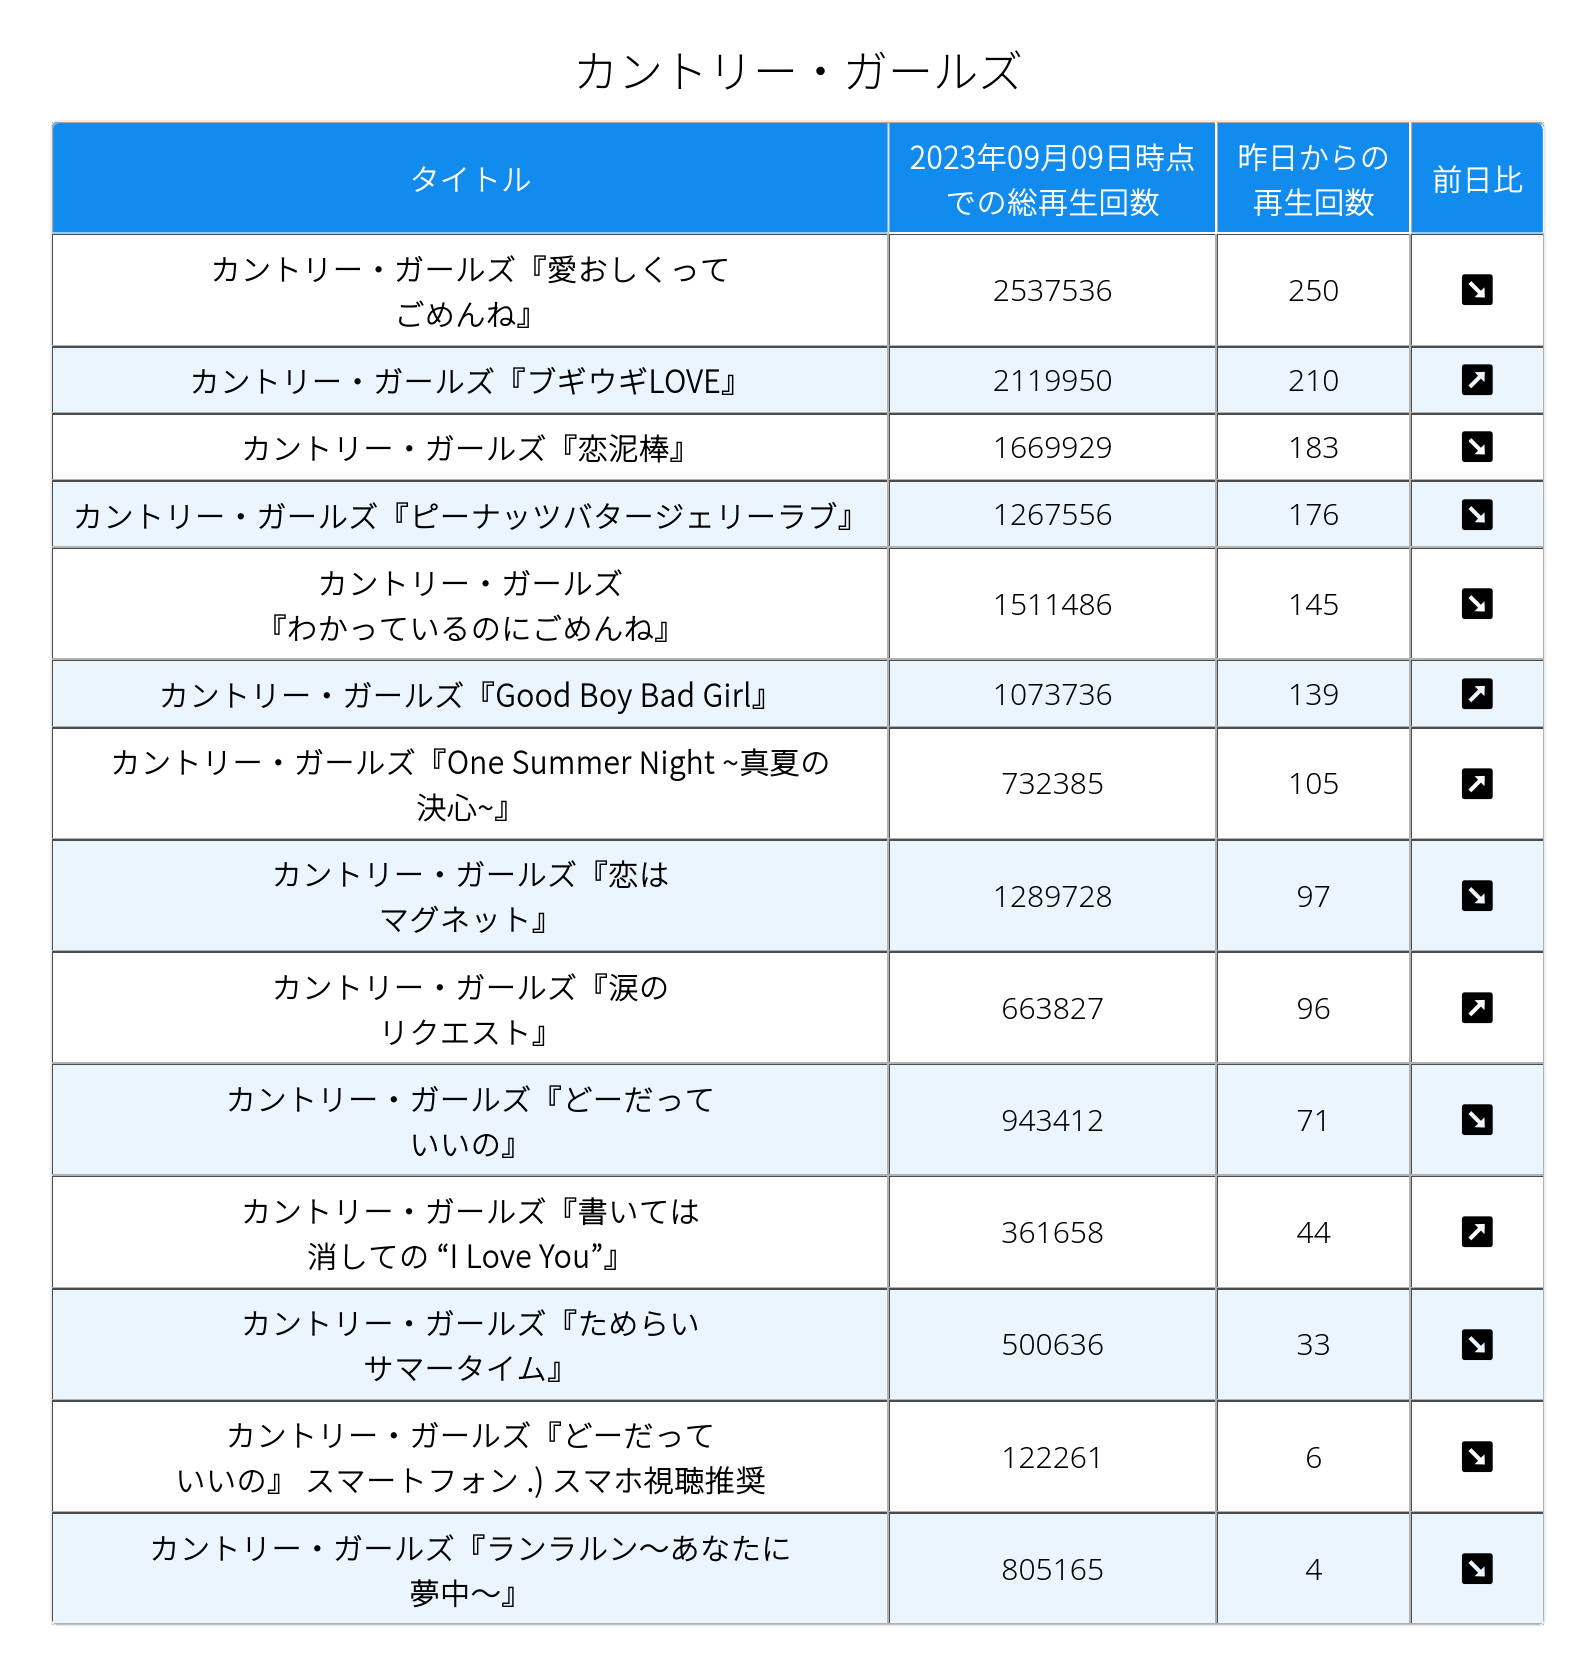 カントリー・ガールズ
タイトル
2023年09月09日時点
での総再生回数
昨日からの
再生回数
前日比
カントリー・ガールズ『愛おしくって
ごめんね』
2537536
250
カントリー・ガールズ『ブギウギLOVE』
2119950
210
カントリー・ガールズ『恋泥棒』
1669929
183
カントリー・ガールズ『ピーナッツバタージェリーラブ』
1267556
176
カントリー・ガールズ
『わかっているのにごめんね』
1511486
145
カントリー・ガールズ『Good Boy Bad Girl』
1073736
139
カントリー・ガールズ『One Summer Night ~真夏の
決心~』
732385
105
カントリー・ガールズ『恋は
マグネット』
1289728
97
カントリー・ガールズ『涙の
リクエスト』
663827
96
カントリー・ガールズ『どーだって
いいの』
943412
71
カントリー・ガールズ『書いては
消しての “I Love You”』
361658
44
カントリー・ガールズ『ためらい
サマータイム』
500636
33
カントリー・ガールズ『どーだって
いいの』 スマートフォン .) スマホ視聴推奨
122261
6
カントリー・ガールズ『ランラルン～あなたに
夢中～』
805165
4